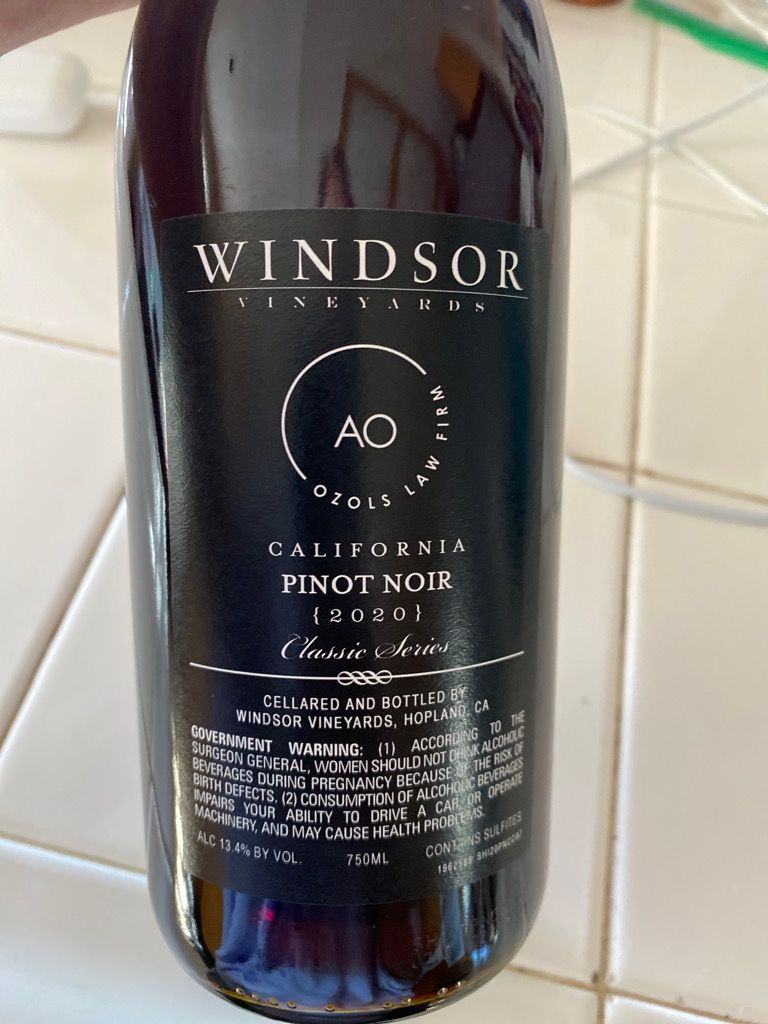 WINDSOR
VINEYARDS
AO
OZOLS LAW FIRM
CALIFORNIA
PINOT NOIR
{2020}
Classic Series
CELLARED AND BOTTLED BY
WINDSOR VINEYARDS, HOPLAND, CA
GOVERNMENT WARNING: (1) ACCORDING TO THE
SURGEON GENERAL, WOMEN SHOULD NOT DRINK ALCOHOLIC
BEVERAGES DURING PREGNANCY BECAUSE OF THE RISK OF
BIRTH DEFECTS. (2) CONSUMPTION OF ALCOHOLIC BEVERAGES
IMPAIRS YOUR ABILITY TO DRIVE A CAR OR OPERATE
MACHINERY, AND MAY CAUSE HEALTH PROBLEMS.
ALC 13.4% BY VOL. 750ML CONTAINS SULFITES